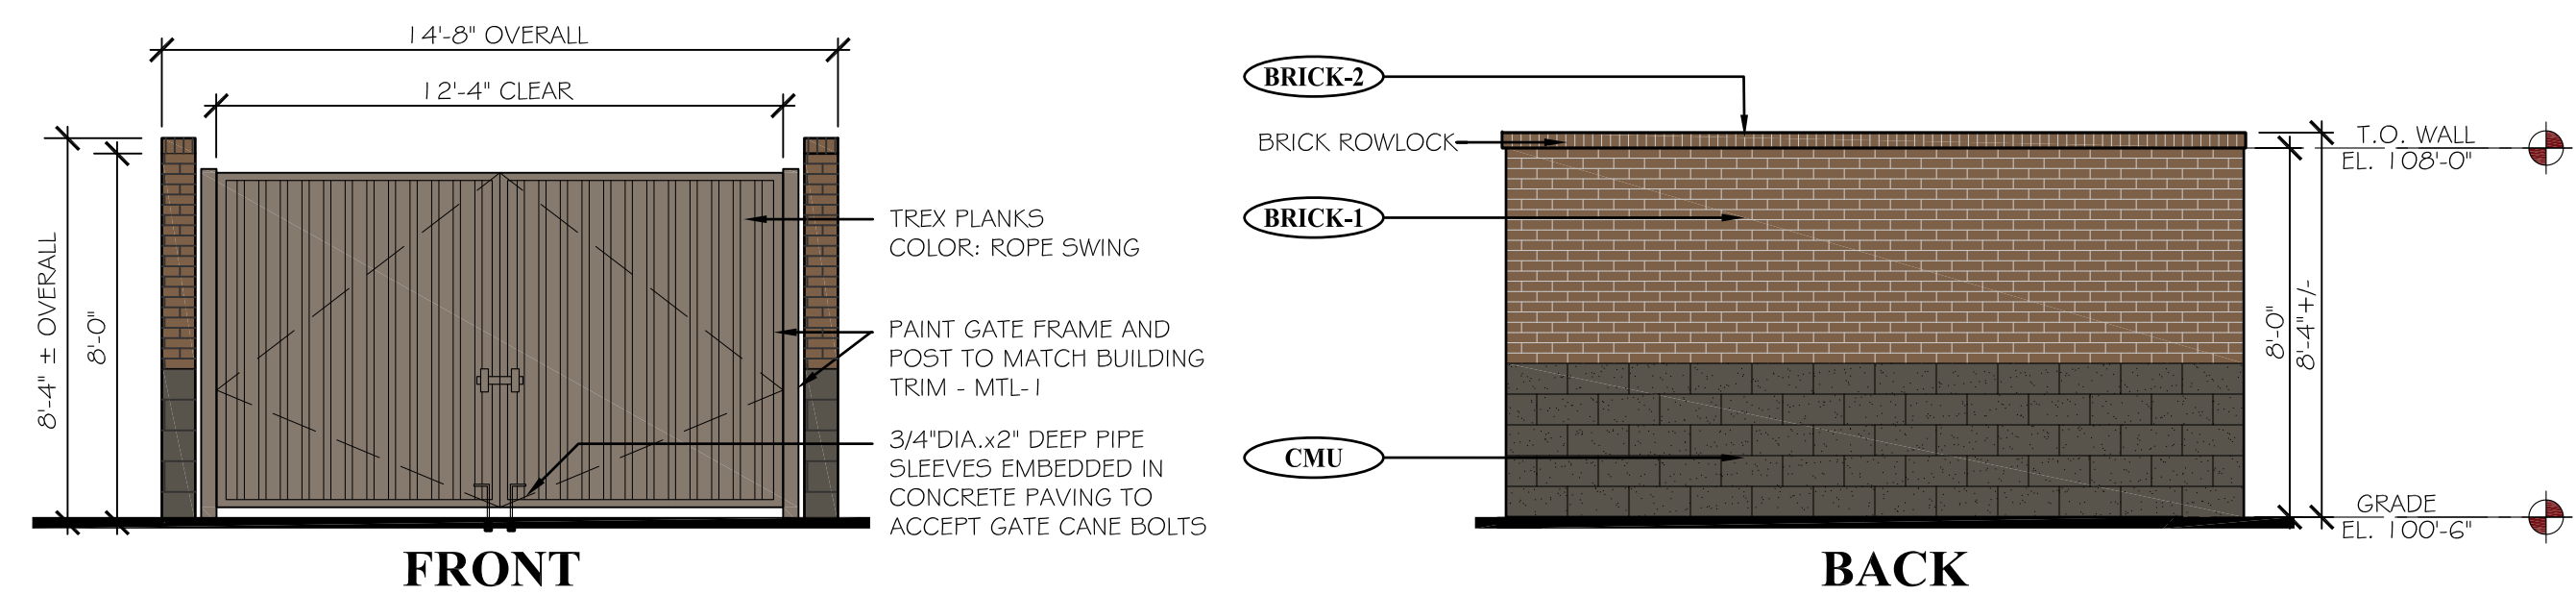 14'-8" OVERALL
12'-4" CLEAR
8'-4" ± OVERALL
8'-0"
TREX PLANKS
COLOR: ROPE SWING
PAINT GATE FRAME AND
POST TO MATCH BUILDING
TRIM - MTL-1
3/4"DIA.x2" DEEP PIPE
SLEEVES EMBEDDED IN
CONCRETE PAVING TO
ACCEPT GATE CANE BOLTS
FRONT
BRICK-2
BRICK ROWLOCK
BRICK-1
CMU
8'-0"
8'-4"+/-
T.O. WALL
EL. 108'-0"
GRADE
EL. 100'-6"
BACK